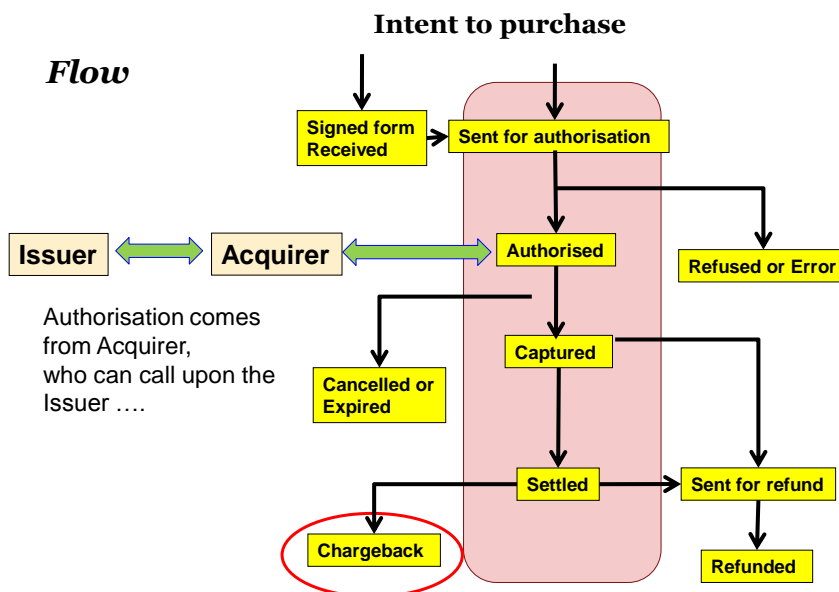 Intent to purchase
Flow
Signed form
Received
Sent for authorisation
Issuer
Acquirer
Authorised
Refused or Error
Authorisation comes
from Acquirer,
who can call upon the
Issuer ….
Captured
Cancelled or
Expired
Settled
Sent for refund
Chargeback
Refunded